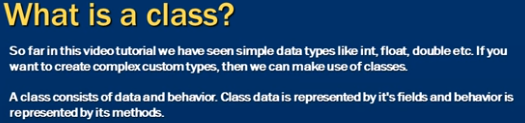 What is a class?
So far in this video tutorial we have seen simple data types like int, float, double etc. If you
want to create complex custom types, then we can make use of classes.
A class consists of data and behavior. Class data is represented by it's fields and behavior is
represented by its methods.